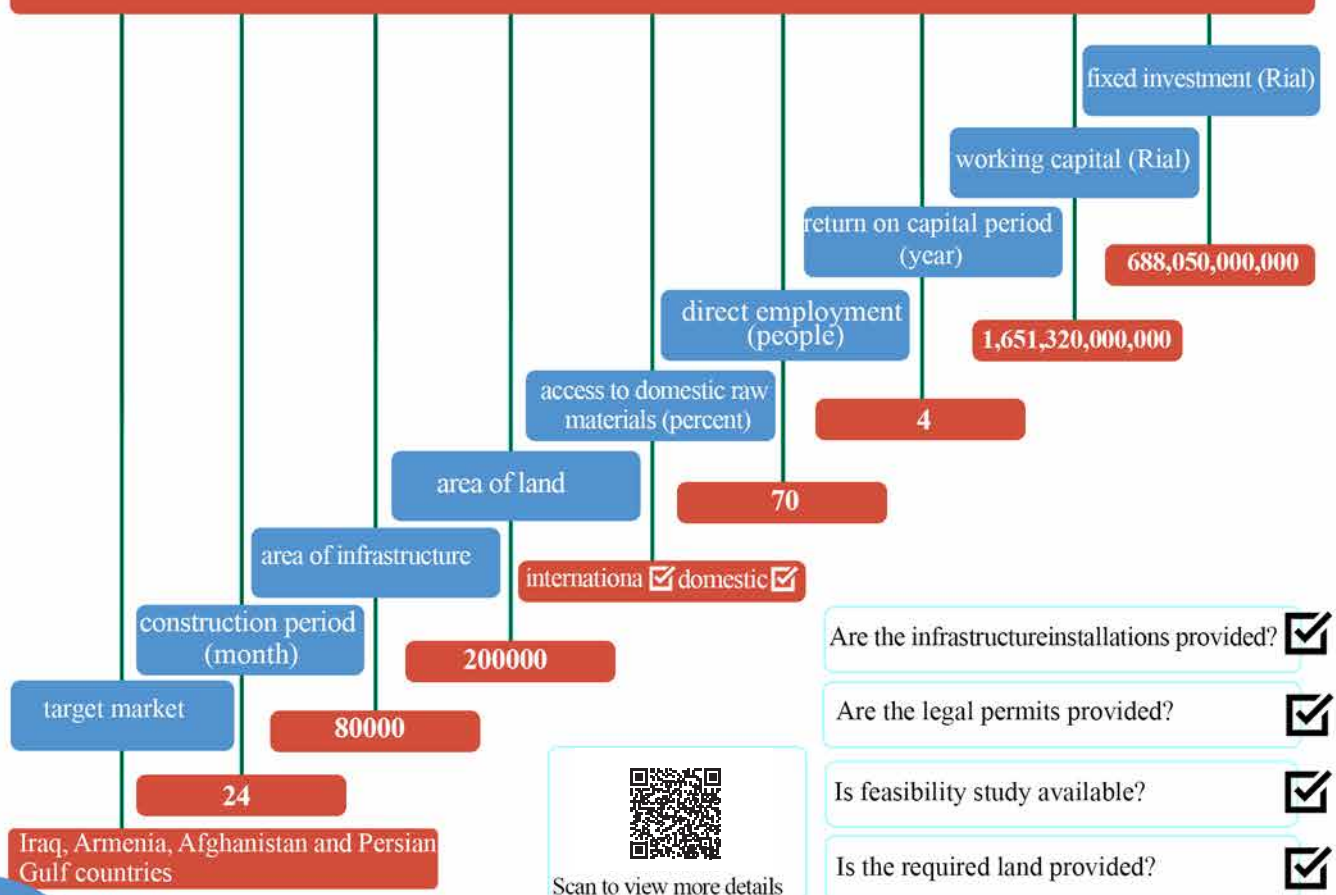 fixed investment (Rial)
688,050,000,000
working capital (Rial)
1,651,320,000,000
return on capital period
(year)
4
direct employment
(people)
70
access to domestic raw
materials (percent)
internationa ☑ domestic ☑
area of land
200000
area of infrastructure
80000
construction period
(month)
24
target market
Iraq, Armenia, Afghanistan and Persian
Gulf countries
Scan to view more details
Are the infrastructureinstallations provided? ☑
Are the legal permits provided? ☑
Is feasibility study available? ☑
Is the required land provided? ☑